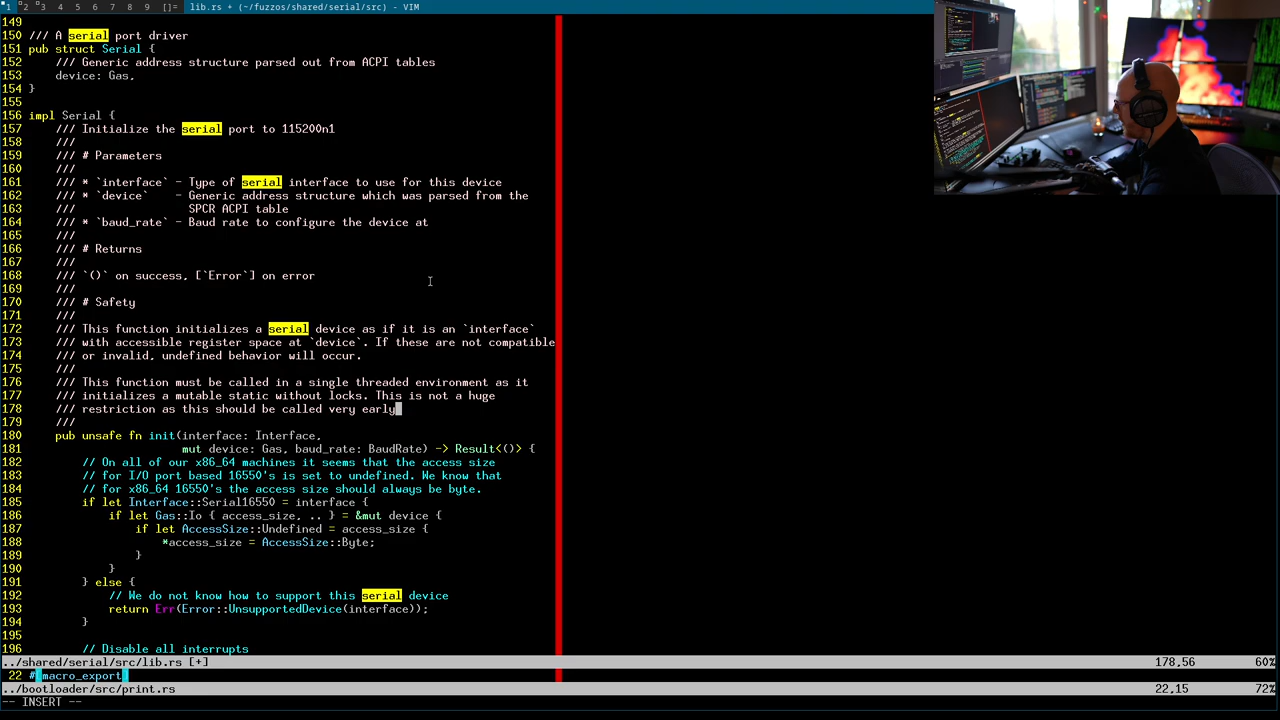 1 2 3 4 5 6 7 8 9 []= lib.rs + (~/fuzzos/shared/serial/src) - VIM
149
150 /// A serial port driver
151 pub struct Serial {
152     /// Generic address structure parsed out from ACPI tables
153     device: Gas,
154 }
155
156 impl Serial {
157     /// Initialize the serial port to 115200n1
158     ///
159     /// # Parameters
160     ///
161     /// * `interface` - Type of serial interface to use for this device
162     /// * `device`    - Generic address structure which was parsed from the
163     ///                 SPCR ACPI table
164     /// * `baud_rate` - Baud rate to configure the device at
165     ///
166     /// # Returns
167     ///
168     /// `()` on success, [`Error`] on error
169     ///
170     /// # Safety
171     ///
172     /// This function initializes a serial device as if it is an `interface`
173     /// with accessible register space at `device`. If these are not compatible
174     /// or invalid, undefined behavior will occur.
175     ///
176     /// This function must be called in a single threaded environment as it
177     /// initializes a mutable static without locks. This is not a huge
178     /// restriction as this should be called very early
179     ///
180     pub unsafe fn init(interface: Interface,
181                        mut device: Gas, baud_rate: BaudRate) -> Result<()> {
182         // On all of our x86_64 machines it seems that the access size
183         // for I/O port based 16550's is set to undefined. We know that
184         // for x86_64 16550's the access size should always be byte.
185         if let Interface::Serial16550 = interface {
186             if let Gas::Io { access_size, .. } = &mut device {
187                 if let AccessSize::Undefined = access_size {
188                     *access_size = AccessSize::Byte;
189                 }
190             }
191         } else {
192             // We do not know how to support this serial device
193             return Err(Error::UnsupportedDevice(interface));
194         }
195
196         // Disable all interrupts
../shared/serial/src/lib.rs [+] 178,56 60%
22 #[macro_export]
../bootloader/src/print.rs 22,15 72%
-- INSERT --